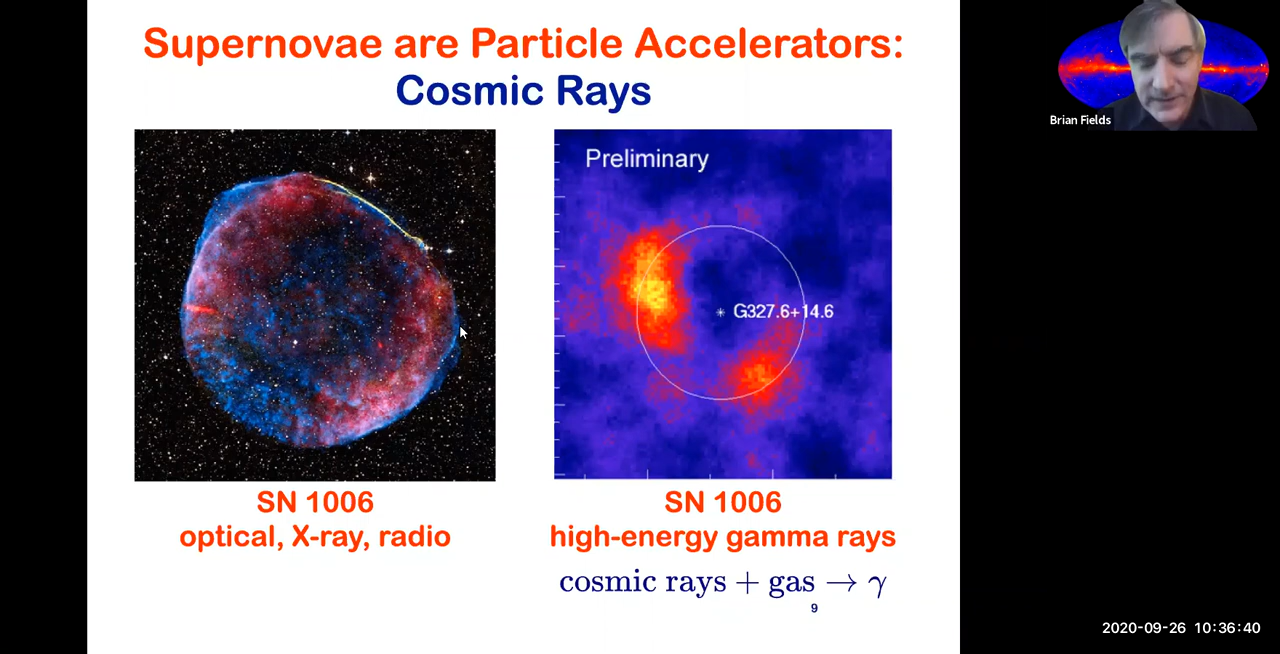 Supernovae are Particle Accelerators:
Cosmic Rays
Brian Fields
Preliminary
G327.6+14.6
SN 1006
optical, X-ray, radio
SN 1006
high-energy gamma rays
cosmic rays + gas → γ
9
2020-09-26 10:36:40